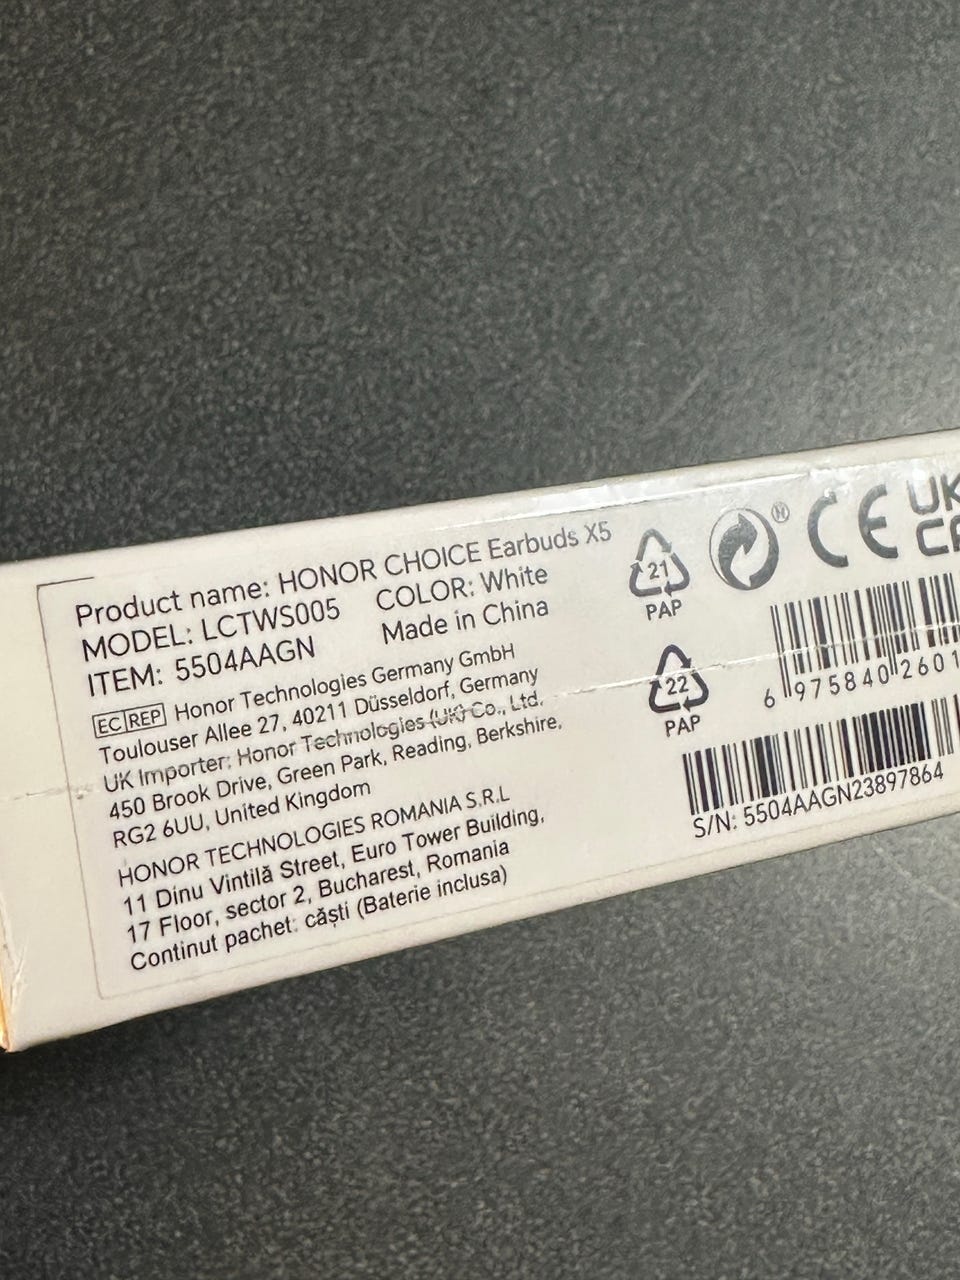 Product name: HONOR CHOICE Earbuds X5
MODEL: LCTWS005 COLOR: White
ITEM: 5504AAGN Made in China
EC REP Honor Technologies Germany GmbH
Toulouser Allee 27, 40211 Düsseldorf, Germany
UK Importer: Honor Technologies (UK) Co., Ltd.
450 Brook Drive, Green Park, Reading, Berkshire,
RG2 6UU, United Kingdom
HONOR TECHNOLOGIES ROMANIA S.R.L
11 Dinu Vintilă Street, Euro Tower Building,
17 Floor, sector 2, Bucharest, Romania
Continut pachet: căști (Baterie inclusa)
21
PAP
22
PAP
® CE UK
CA
6 975840 2601
S/N: 5504AAGN23897864